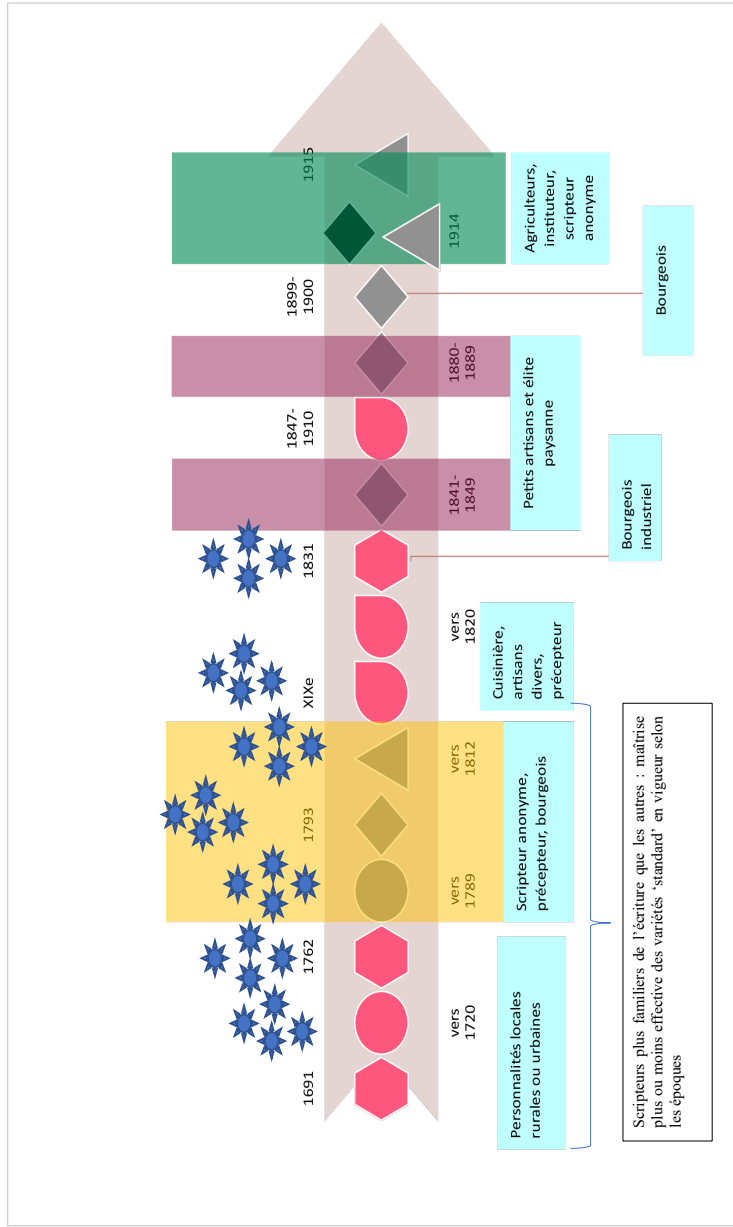 1691
vers
1720
1762
vers
1789
1793
vers
1812
XIXe
vers
1820
1831
1841-
1849
1847-
1910
1880-
1889
1899-
1900
1914
1915
Personnalités locales
rurales ou urbaines
Scripteur anonyme,
précepteur, bourgeois
Cuisinière,
artisans
divers,
précepteur
Bourgeois
industriel
Petits artisans et élite
paysanne
Bourgeois
Agriculteurs,
instituteur,
scripteur
anonyme
Scripteurs plus familiers de l’écriture que les autres : maîtrise
plus ou moins effective des variétés ‘standard’ en vigueur selon
les époques